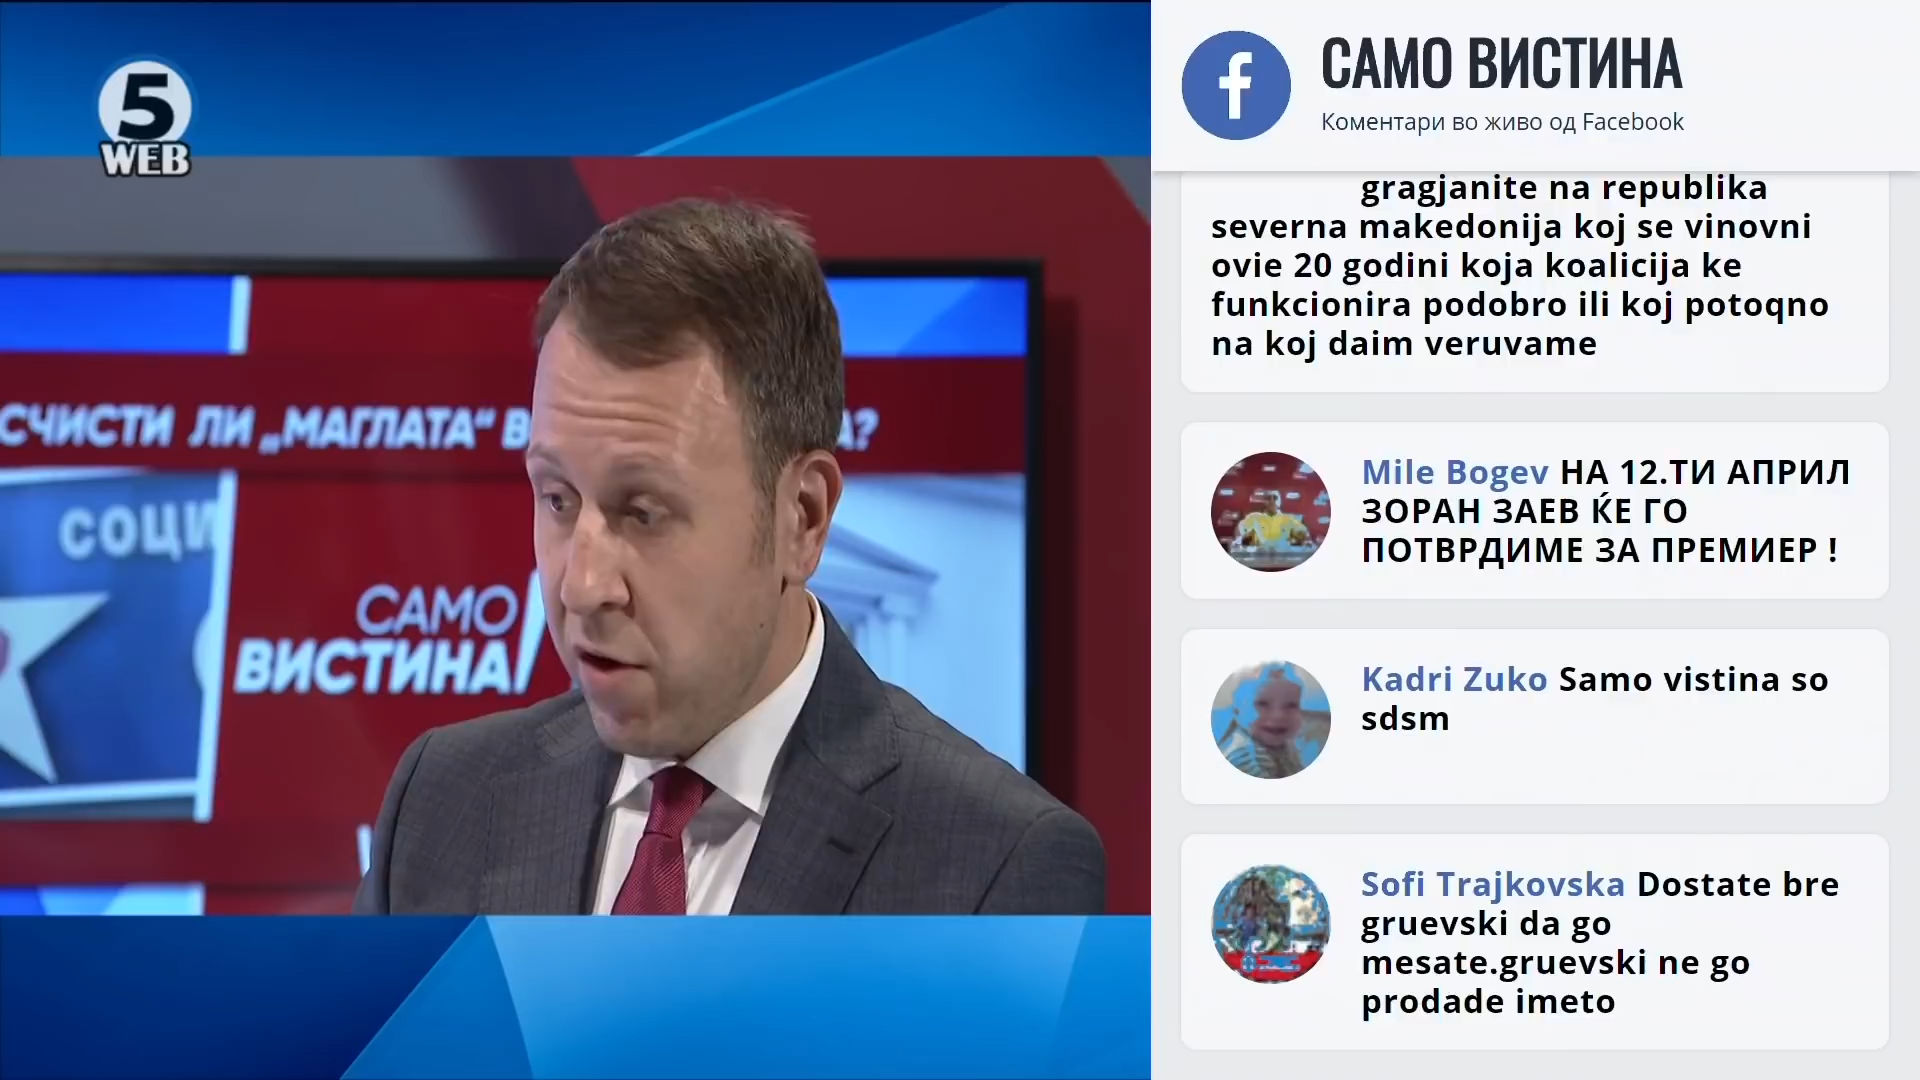 5
WEB
СЧИСТИ ЛИ „МАГЛАТА“ В
А?
СОЦИ
САМО
ВИСТИНА
САМО ВИСТИНА
Коментари во живо од Facebook
gragjanite na republika
severna makedonija koj se vinovni
ovie 20 godini koja koalicija ke
funkcionira podobro ili koj potoqno
na koj daim veruvame
Mile Bogev НА 12.ТИ АПРИЛ
ЗОРАН ЗАЕВ ЌЕ ГО
ПОТВРДИМЕ ЗА ПРЕМИЕР !
Kadri Zuko Samo vistina so
sdsm
Sofi Trajkovska Dostate bre
gruevski da go
mesate.gruevski ne go
prodade imeto